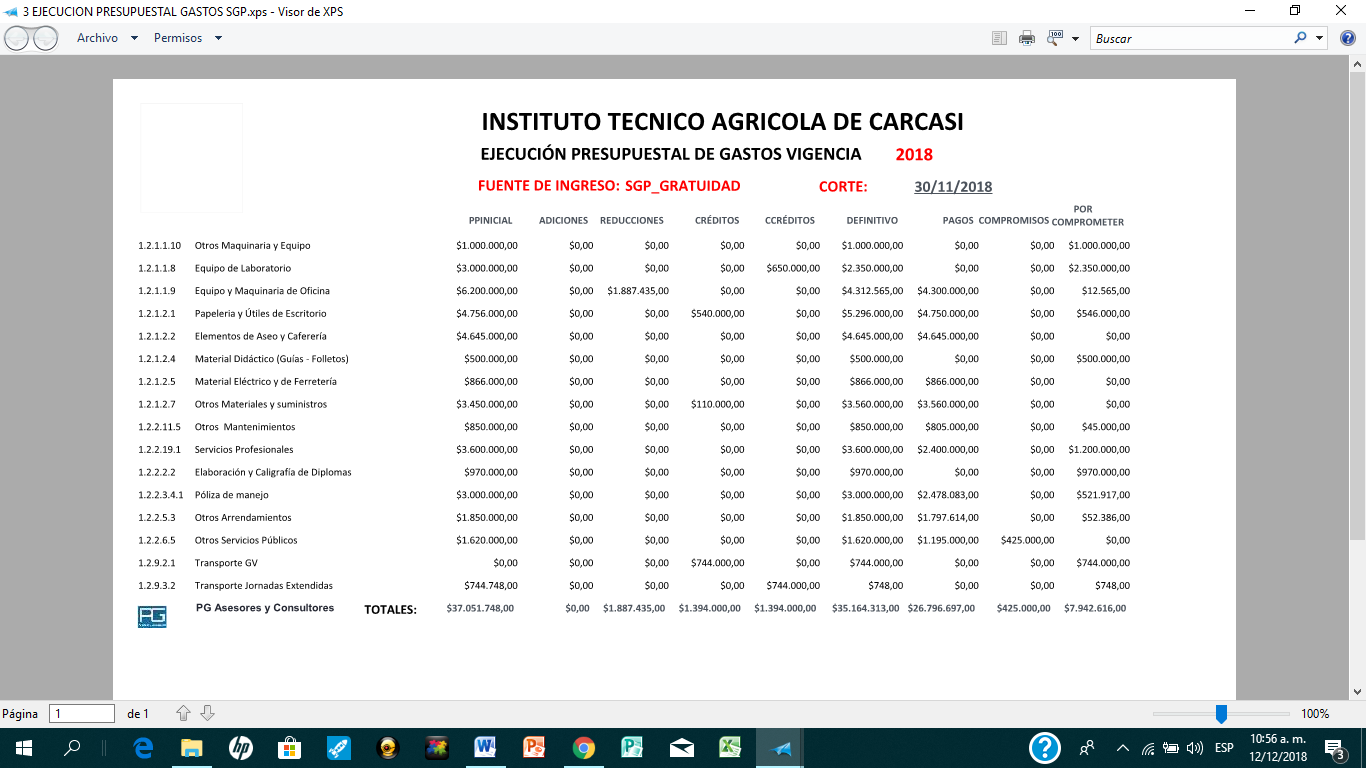 3 EJECUCION PRESUPUESTAL GASTOS SGP.xps - Visor de XPS
Archivo Permisos Buscar
INSTITUTO TECNICO AGRICOLA DE CARCASI
EJECUCIÓN PRESUPUESTAL DE GASTOS VIGENCIA 2018
FUENTE DE INGRESO: SGP_GRATUIDAD CORTE: 30/11/2018
PPINICIAL ADICIONES REDUCCIONES CRÉDITOS CCRÉDITOS DEFINITIVO PAGOS COMPROMISOS POR COMPROMETER
1.2.1.1.10 Otros Maquinaria y Equipo $1.000.000,00 $0,00 $0,00 $0,00 $0,00 $1.000.000,00 $0,00 $0,00 $1.000.000,00
1.2.1.1.8 Equipo de Laboratorio $3.000.000,00 $0,00 $0,00 $0,00 $650.000,00 $2.350.000,00 $0,00 $0,00 $2.350.000,00
1.2.1.1.9 Equipo y Maquinaria de Oficina $6.200.000,00 $0,00 $1.887.435,00 $0,00 $0,00 $4.312.565,00 $4.300.000,00 $0,00 $12.565,00
1.2.1.2.1 Papeleria y Útiles de Escritorio $4.756.000,00 $0,00 $0,00 $540.000,00 $0,00 $5.296.000,00 $4.750.000,00 $0,00 $546.000,00
1.2.1.2.2 Elementos de Aseo y Caferería $4.645.000,00 $0,00 $0,00 $0,00 $0,00 $4.645.000,00 $4.645.000,00 $0,00 $0,00
1.2.1.2.4 Material Didáctico (Guías - Folletos) $500.000,00 $0,00 $0,00 $0,00 $0,00 $500.000,00 $0,00 $0,00 $500.000,00
1.2.1.2.5 Material Eléctrico y de Ferretería $866.000,00 $0,00 $0,00 $0,00 $0,00 $866.000,00 $866.000,00 $0,00 $0,00
1.2.1.2.7 Otros Materiales y suministros $3.450.000,00 $0,00 $0,00 $110.000,00 $0,00 $3.560.000,00 $3.560.000,00 $0,00 $0,00
1.2.2.11.5 Otros Mantenimientos $850.000,00 $0,00 $0,00 $0,00 $0,00 $850.000,00 $805.000,00 $0,00 $45.000,00
1.2.2.19.1 Servicios Profesionales $3.600.000,00 $0,00 $0,00 $0,00 $0,00 $3.600.000,00 $2.400.000,00 $0,00 $1.200.000,00
1.2.2.2.2 Elaboración y Caligrafía de Diplomas $970.000,00 $0,00 $0,00 $0,00 $0,00 $970.000,00 $0,00 $0,00 $970.000,00
1.2.2.3.4.1 Póliza de manejo $3.000.000,00 $0,00 $0,00 $0,00 $0,00 $3.000.000,00 $2.478.083,00 $0,00 $521.917,00
1.2.2.5.3 Otros Arrendamientos $1.850.000,00 $0,00 $0,00 $0,00 $0,00 $1.850.000,00 $1.797.614,00 $0,00 $52.386,00
1.2.2.6.5 Otros Servicios Públicos $1.620.000,00 $0,00 $0,00 $0,00 $0,00 $1.620.000,00 $1.195.000,00 $425.000,00 $0,00
1.2.9.2.1 Transporte GV $0,00 $0,00 $0,00 $744.000,00 $0,00 $744.000,00 $0,00 $0,00 $744.000,00
1.2.9.3.2 Transporte Jornadas Extendidas $744.748,00 $0,00 $0,00 $0,00 $744.000,00 $748,00 $0,00 $0,00 $748,00
PG PG Asesores y Consultores TOTALES: $37.051.748,00 $0,00 $1.887.435,00 $1.394.000,00 $1.394.000,00 $35.164.313,00 $26.796.697,00 $425.000,00 $7.942.616,00
Página 1 de 1 100%
ESP 10:56 a. m.
12/12/2018 3